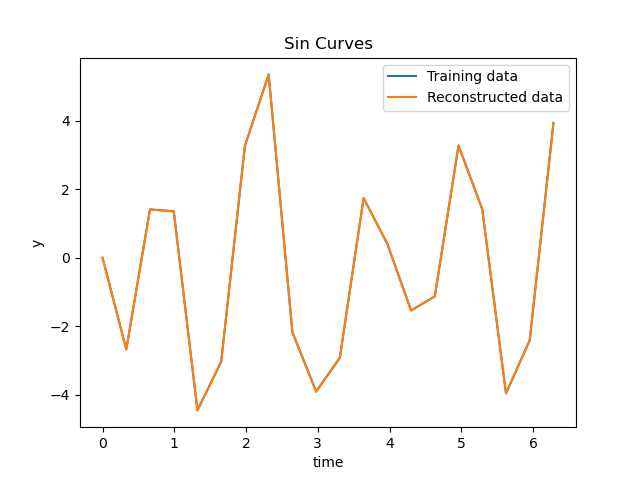 Sin Curves
Training data
Reconstructed data
4
2
0
−2
−4
y
0 1 2 3 4 5 6
time